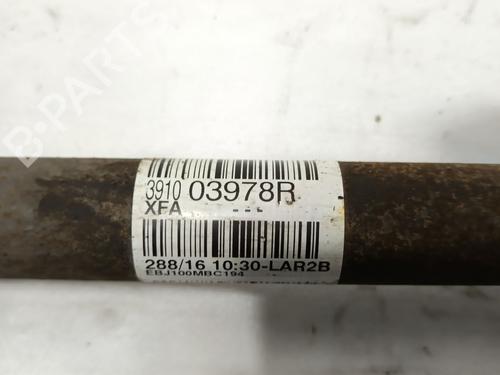 B-PARTS
3910 03978R
XFA ---
288/16 10:30-LAR2B
EBJ100MBC194